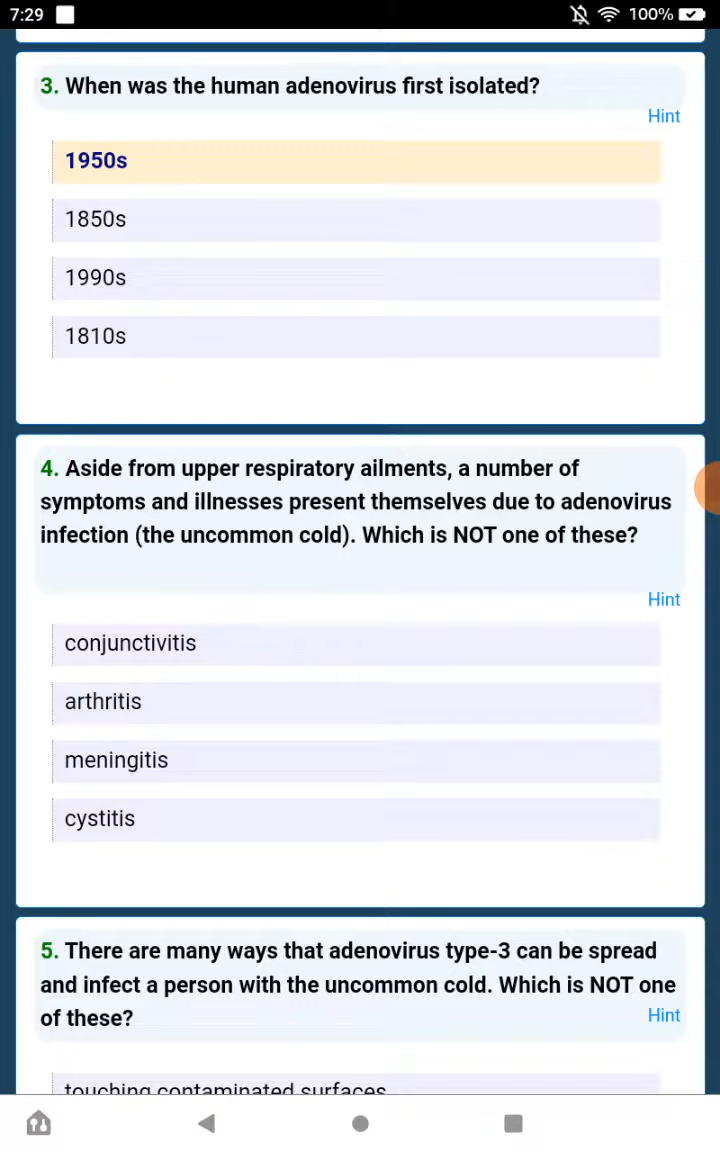 7:29
100%
3. When was the human adenovirus first isolated?
Hint
1950s
1850s
1990s
1810s
4. Aside from upper respiratory ailments, a number of
symptoms and illnesses present themselves due to adenovirus
infection (the uncommon cold). Which is NOT one of these?
Hint
conjunctivitis
arthritis
meningitis
cystitis
5. There are many ways that adenovirus type-3 can be spread
and infect a person with the uncommon cold. Which is NOT one
of these?
Hint
touching contaminated surfaces